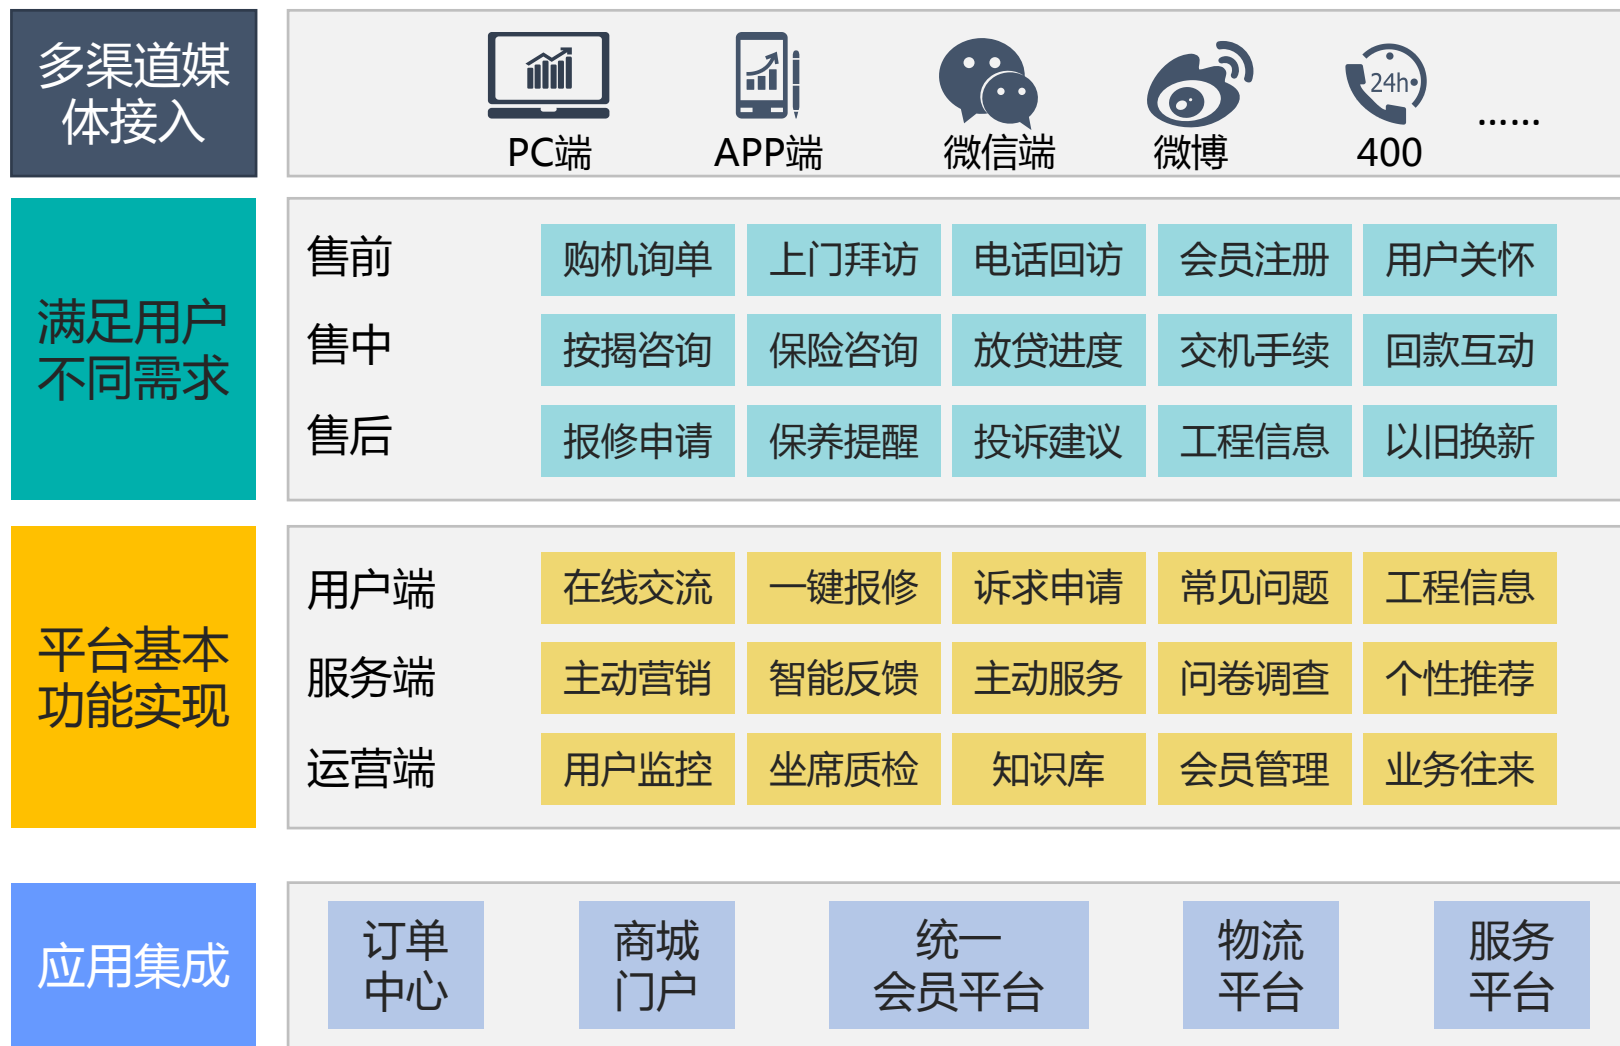 多渠道媒
体接入
24h
……
PC端
APP端
微信端
微博
400
满足用户
不同需求
售前
购机询单
上门拜访
电话回访
会员注册
用户关怀
售中
按揭咨询
保险咨询
放贷进度
交机手续
回款互动
售后
报修申请
保养提醒
投诉建议
工程信息
以旧换新
平台基本
功能实现
用户端
在线交流
一键报修
诉求申请
常见问题
工程信息
服务端
主动营销
智能反馈
主动服务
问卷调查
个性推荐
运营端
用户监控
坐席质检
知识库
会员管理
业务往来
应用集成
订单
中心
商城
门户
统一
会员平台
物流
平台
服务
平台